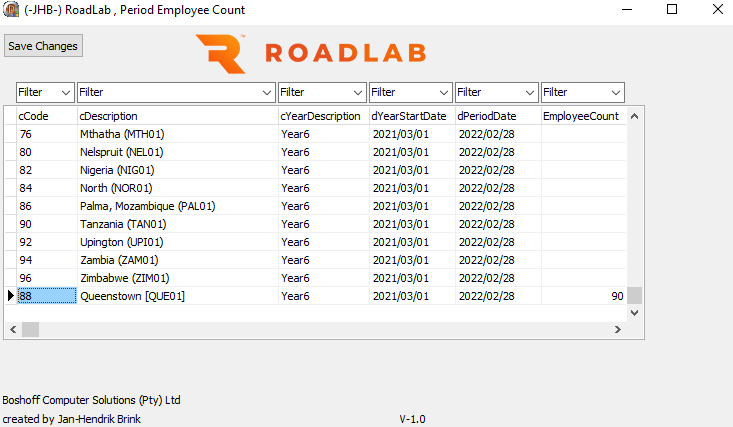 (-JHB-) RoadLab , Period Employee Count
Save Changes
ROADLAB
Filter Filter Filter Filter Filter Filter
cCode cDescription cYearDescription dYearStartDate dPeriodDate EmployeeCount
76 Mthatha (MTH01) Year6 2021/03/01 2022/02/28
80 Nelspruit (NEL01) Year6 2021/03/01 2022/02/28
82 Nigeria (NIG01) Year6 2021/03/01 2022/02/28
84 North (NOR01) Year6 2021/03/01 2022/02/28
86 Palma, Mozambique (PAL01) Year6 2021/03/01 2022/02/28
90 Tanzania (TAN01) Year6 2021/03/01 2022/02/28
92 Upington (UPI01) Year6 2021/03/01 2022/02/28
94 Zambia (ZAM01) Year6 2021/03/01 2022/02/28
96 Zimbabwe (ZIM01) Year6 2021/03/01 2022/02/28
88 Queenstown [QUE01] Year6 2021/03/01 2022/02/28 90
Boshoff Computer Solutions (Pty) Ltd
created by Jan-Hendrik Brink V-1.0